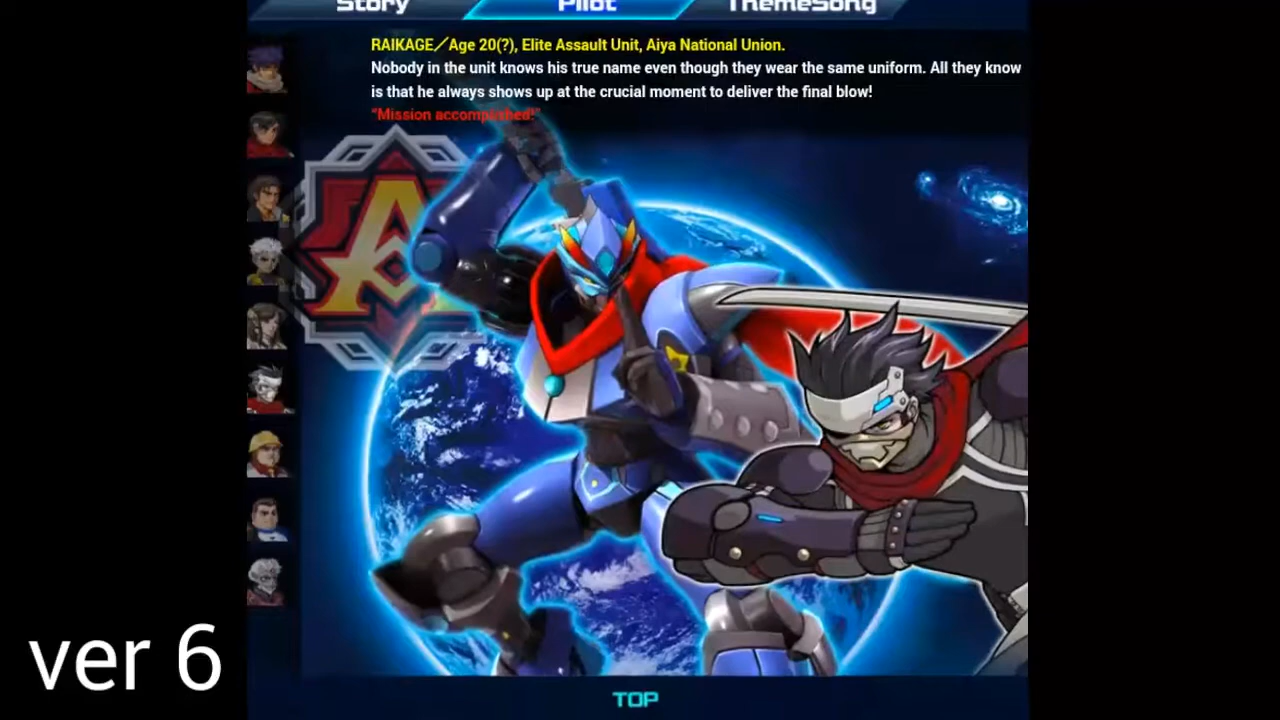 Story Pilot ThemeSong
RAIKAGE／Age 20(?), Elite Assault Unit, Aiya National Union.
Nobody in the unit knows his true name even though they wear the same uniform. All they know
is that he always shows up at the crucial moment to deliver the final blow!
"Mission accomplished!"
A
ver 6
TOP